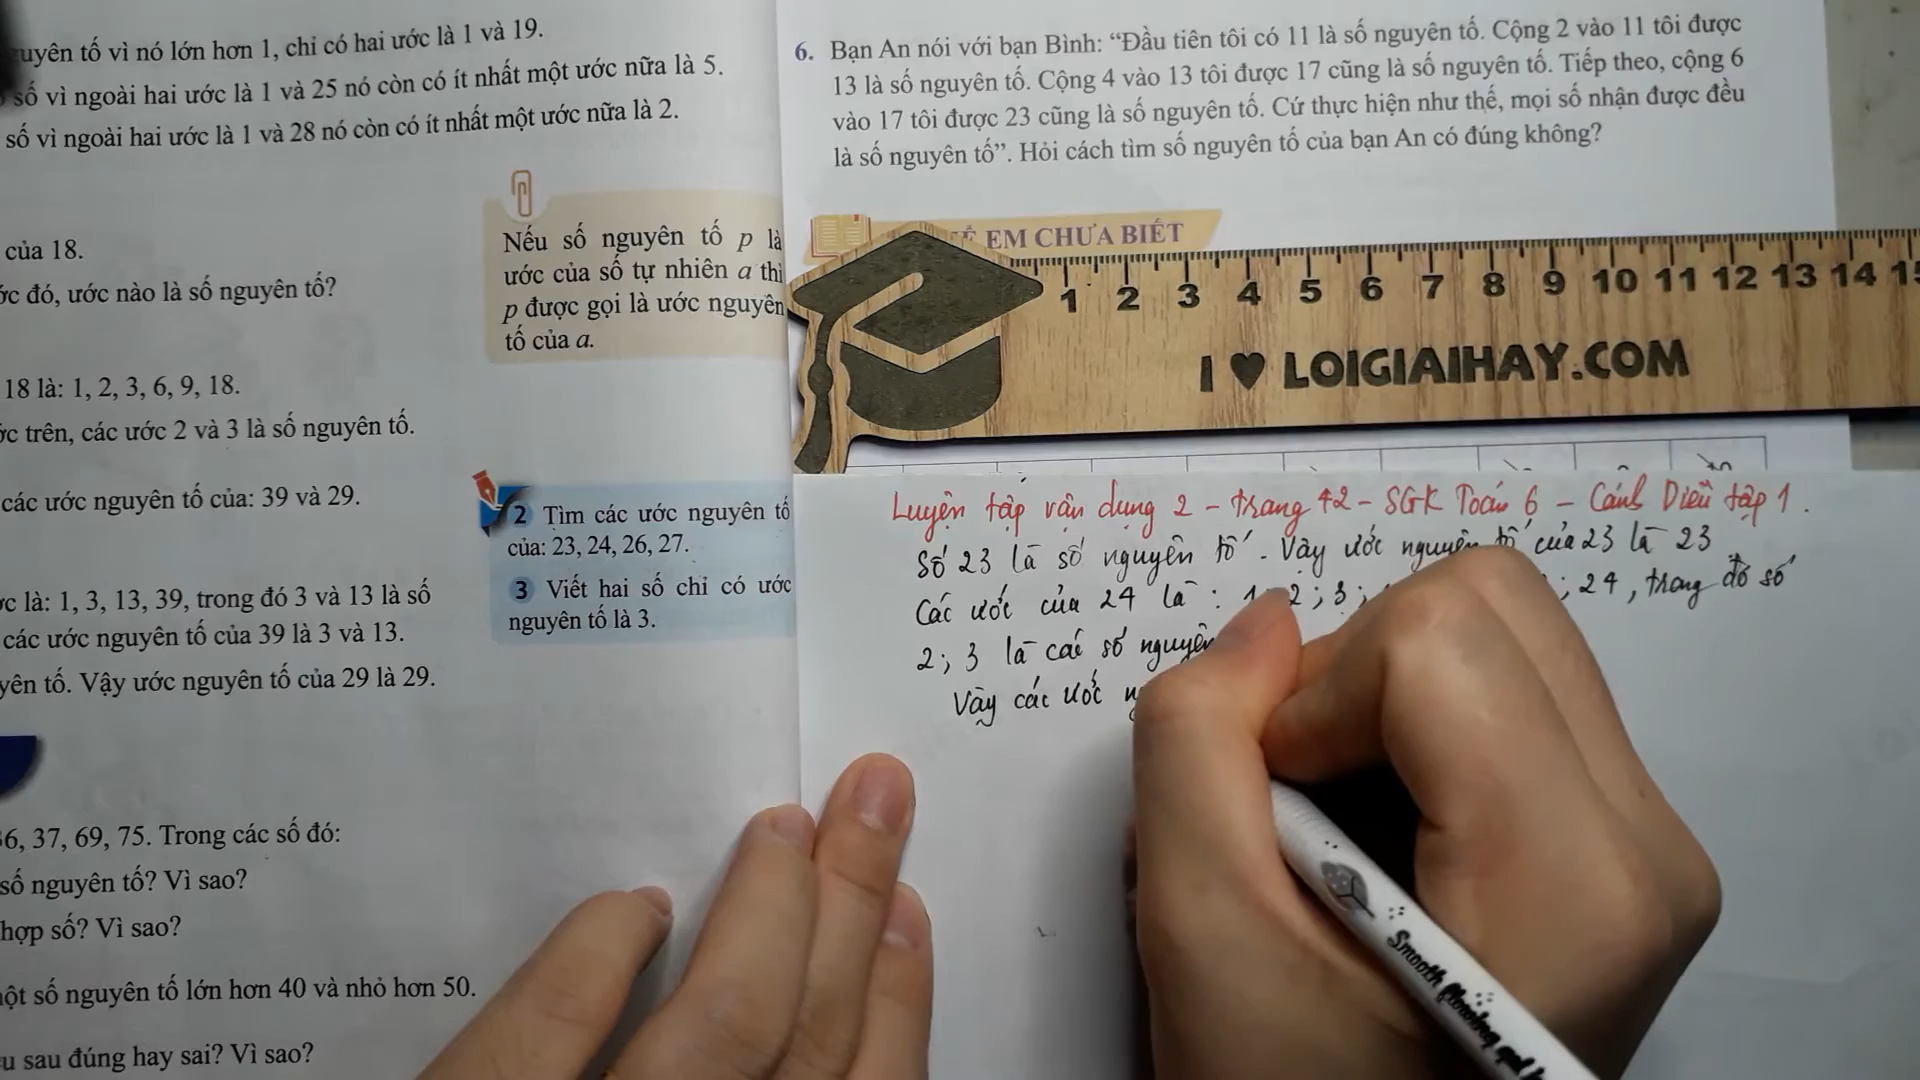 nguyên tố vì nó lớn hơn 1, chỉ có hai ước là 1 và 19.
số vì ngoài hai ước là 1 và 25 nó còn có ít nhất một ước nữa là 5.
số vì ngoài hai ước là 1 và 28 nó còn có ít nhất một ước nữa là 2.
của 18.
đó, ước nào là số nguyên tố?
18 là: 1, 2, 3, 6, 9, 18.
trên, các ước 2 và 3 là số nguyên tố.
các ước nguyên tố của: 39 và 29.
là: 1, 3, 13, 39, trong đó 3 và 13 là số
các ước nguyên tố của 39 là 3 và 13.
tố. Vậy ước nguyên tố của 29 là 29.
37, 69, 75. Trong các số đó:
số nguyên tố? Vì sao?
hợp số? Vì sao?
số nguyên tố lớn hơn 40 và nhỏ hơn 50.
sau đúng hay sai? Vì sao?
Nếu số nguyên tố p là
ước của số tự nhiên a thì
p được gọi là ước nguyên
tố của a.
2 Tìm các ước nguyên tố
của: 23, 24, 26, 27.
3 Viết hai số chỉ có ước
nguyên tố là 3.
6. Bạn An nói với bạn Bình: “Đầu tiên tôi có 11 là số nguyên tố. Cộng 2 vào 11 tôi được
13 là số nguyên tố. Cộng 4 vào 13 tôi được 17 cũng là số nguyên tố. Tiếp theo, cộng 6
vào 17 tôi được 23 cũng là số nguyên tố. Cứ thực hiện như thế, mọi số nhận được đều
là số nguyên tố”. Hỏi cách tìm số nguyên tố của bạn An có đúng không?
EM CHƯA BIẾT
1 2 3 4 5 6 7 8 9 10 11 12 13 14 15
I ♥ LOIGIAIHAY.COM
Luyện tập vận dụng 2 - trang 42 - SGK Toán 6 - Cánh Diều tập 1.
Số 23 là số nguyên tố. Vậy ước nguyên tố của 23 là 23
Các ước của 24 là: 1; 2; 3; ; 24, trong đó số
2; 3 là các số nguyên
Vậy các ước
Smooth flowing